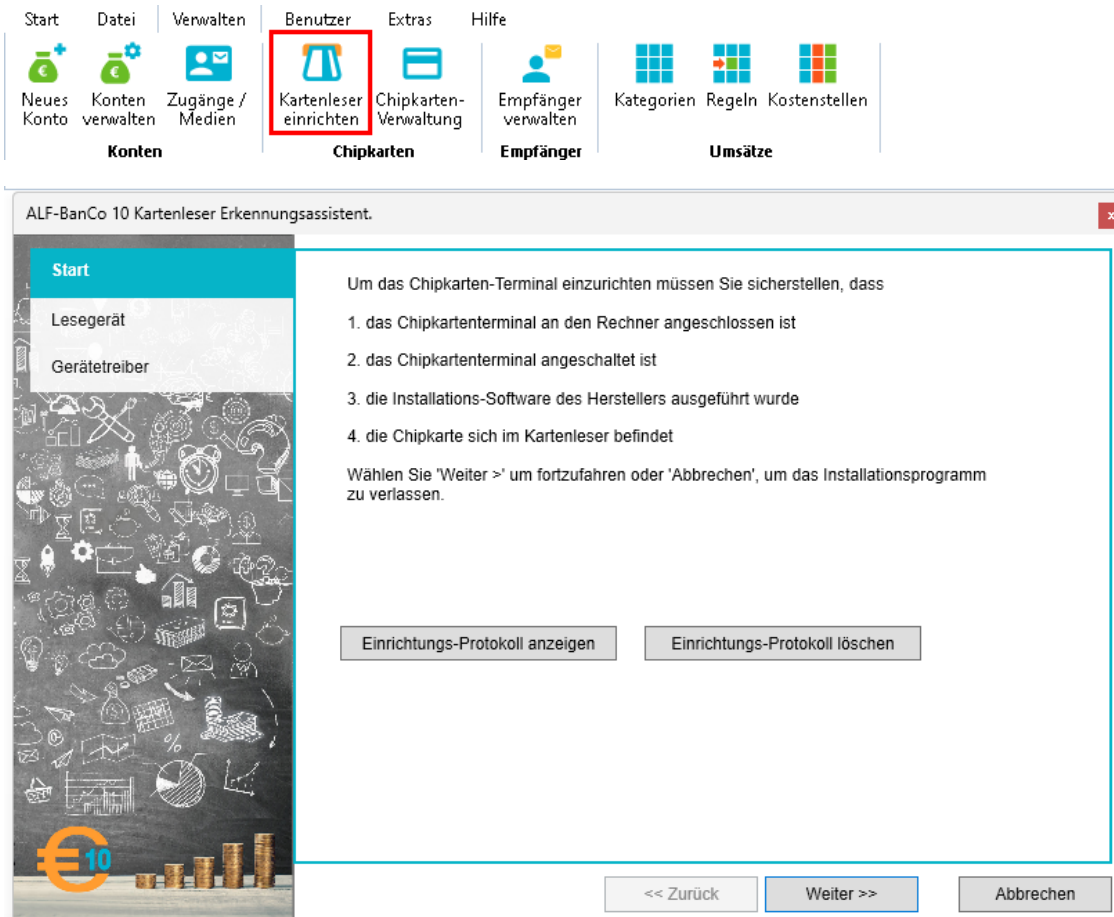 Start Datei Verwalten Benutzer Extras Hilfe
Neues Konto
Konten verwalten
Zugänge / Medien
Kartenleser einrichten
Chipkarten-Verwaltung
Empfänger verwalten
Kategorien Regeln Kostenstellen
Konten Chipkarten Empfänger Umsätze
ALF-BanCo 10 Kartenleser Erkennungsassistent.
x
Start
Lesegerät
Gerätetreiber
Um das Chipkarten-Terminal einzurichten müssen Sie sicherstellen, dass
1. das Chipkartenterminal an den Rechner angeschlossen ist
2. das Chipkartenterminal angeschaltet ist
3. die Installations-Software des Herstellers ausgeführt wurde
4. die Chipkarte sich im Kartenleser befindet
Wählen Sie 'Weiter >' um fortzufahren oder 'Abbrechen', um das Installationsprogramm
zu verlassen.
Einrichtungs-Protokoll anzeigen Einrichtungs-Protokoll löschen
€10
<< Zurück Weiter >> Abbrechen